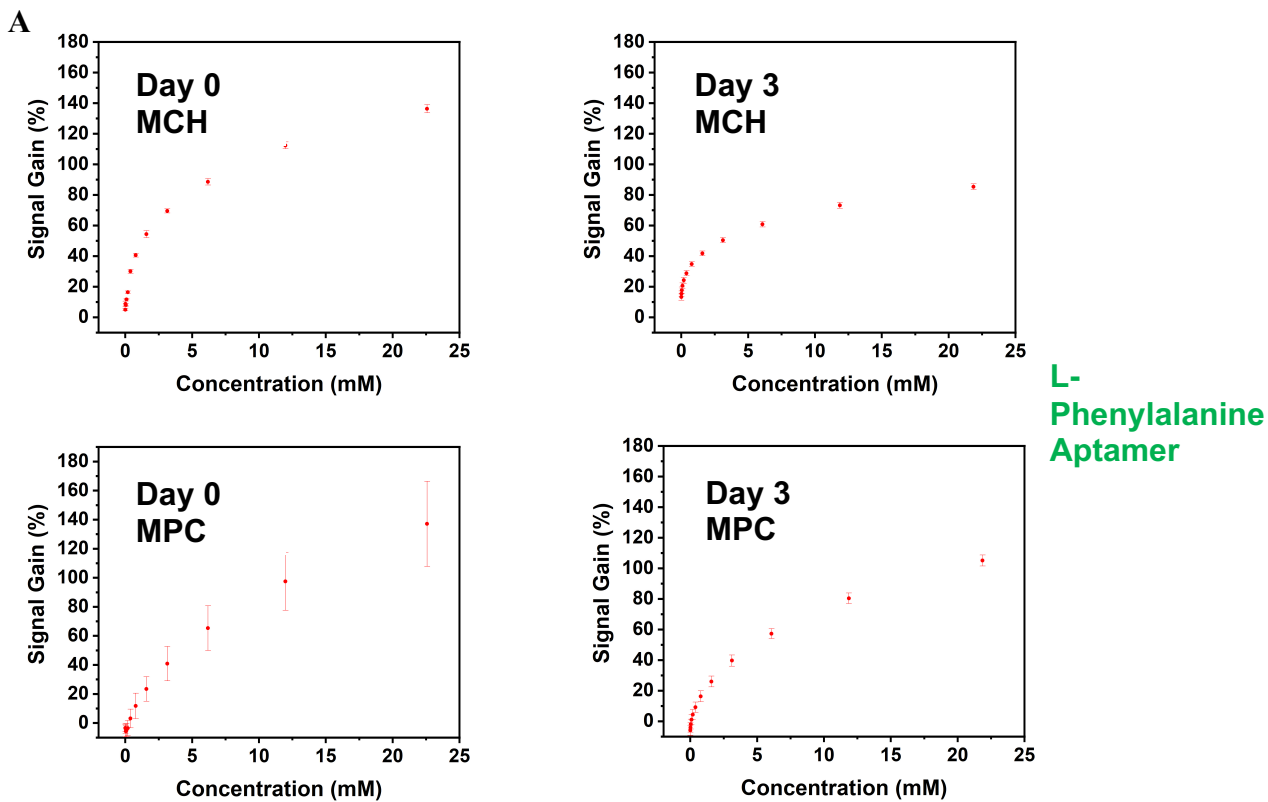 A
180
160
140
120
100
80
60
40
20
0
Signal Gain (%)
Day 0
MCH
0 5 10 15 20 25
Concentration (mM)
180
160
140
120
100
80
60
40
20
0
Signal Gain (%)
Day 3
MCH
0 5 10 15 20 25
Concentration (mM)
L-
Phenylalanine
Aptamer
180
160
140
120
100
80
60
40
20
0
Signal Gain (%)
Day 0
MPC
0 5 10 15 20 25
Concentration (mM)
180
160
140
120
100
80
60
40
20
0
Signal Gain (%)
Day 3
MPC
0 5 10 15 20 25
Concentration (mM)